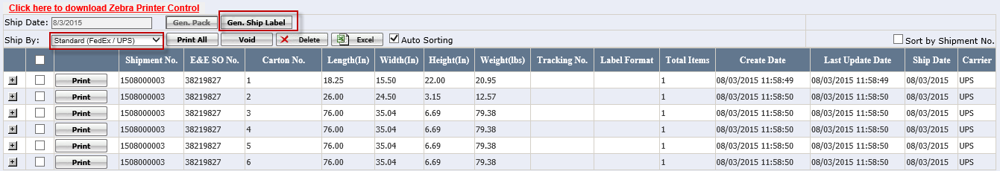 Click here to download Zebra Printer Control
Ship Date: 8/3/2015 Gen. Pack Gen. Ship Label
Ship By: Standard (FedEx / UPS) Print All Void Delete Excel Auto Sorting Sort by Shipment No.
Shipment No. E&E SO No. Carton No. Length(In) Width(In) Height(In) Weight(lbs) Tracking No. Label Format Total Items Create Date Last Update Date Ship Date Carrier
Print 1508000003 38219827 1 18.25 15.50 22.00 20.95 1 08/03/2015 11:58:49 08/03/2015 11:58:49 08/03/2015 UPS
Print 1508000003 38219827 2 26.00 24.50 3.15 12.57 1 08/03/2015 11:58:50 08/03/2015 11:58:50 08/03/2015 UPS
Print 1508000003 38219827 3 76.00 35.04 6.69 79.38 1 08/03/2015 11:58:50 08/03/2015 11:58:50 08/03/2015 UPS
Print 1508000003 38219827 4 76.00 35.04 6.69 79.38 1 08/03/2015 11:58:50 08/03/2015 11:58:50 08/03/2015 UPS
Print 1508000003 38219827 5 76.00 35.04 6.69 79.38 1 08/03/2015 11:58:50 08/03/2015 11:58:50 08/03/2015 UPS
Print 1508000003 38219827 6 76.00 35.04 6.69 79.38 1 08/03/2015 11:58:50 08/03/2015 11:58:50 08/03/2015 UPS